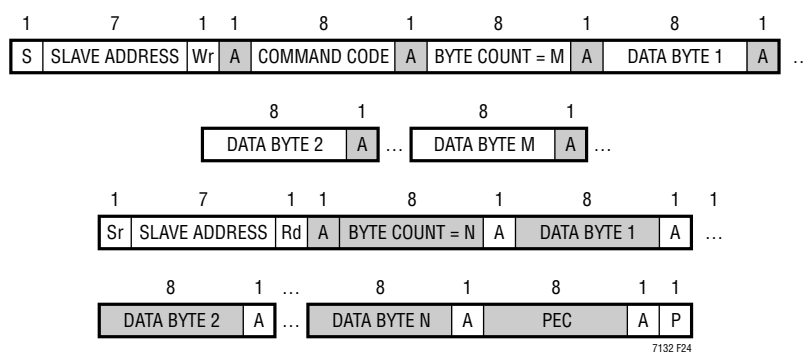 1 7 1 1 8 1 8 1 8 1
S SLAVE ADDRESS Wr A COMMAND CODE A BYTE COUNT = M A DATA BYTE 1 A …
8 1 8 1
DATA BYTE 2 A … DATA BYTE M A …
1 7 1 1 8 1 8 1 1
Sr SLAVE ADDRESS Rd A BYTE COUNT = N A DATA BYTE 1 A …
8 1 … 8 1 8 1 1
DATA BYTE 2 A … DATA BYTE N A PEC A P
7132 F24